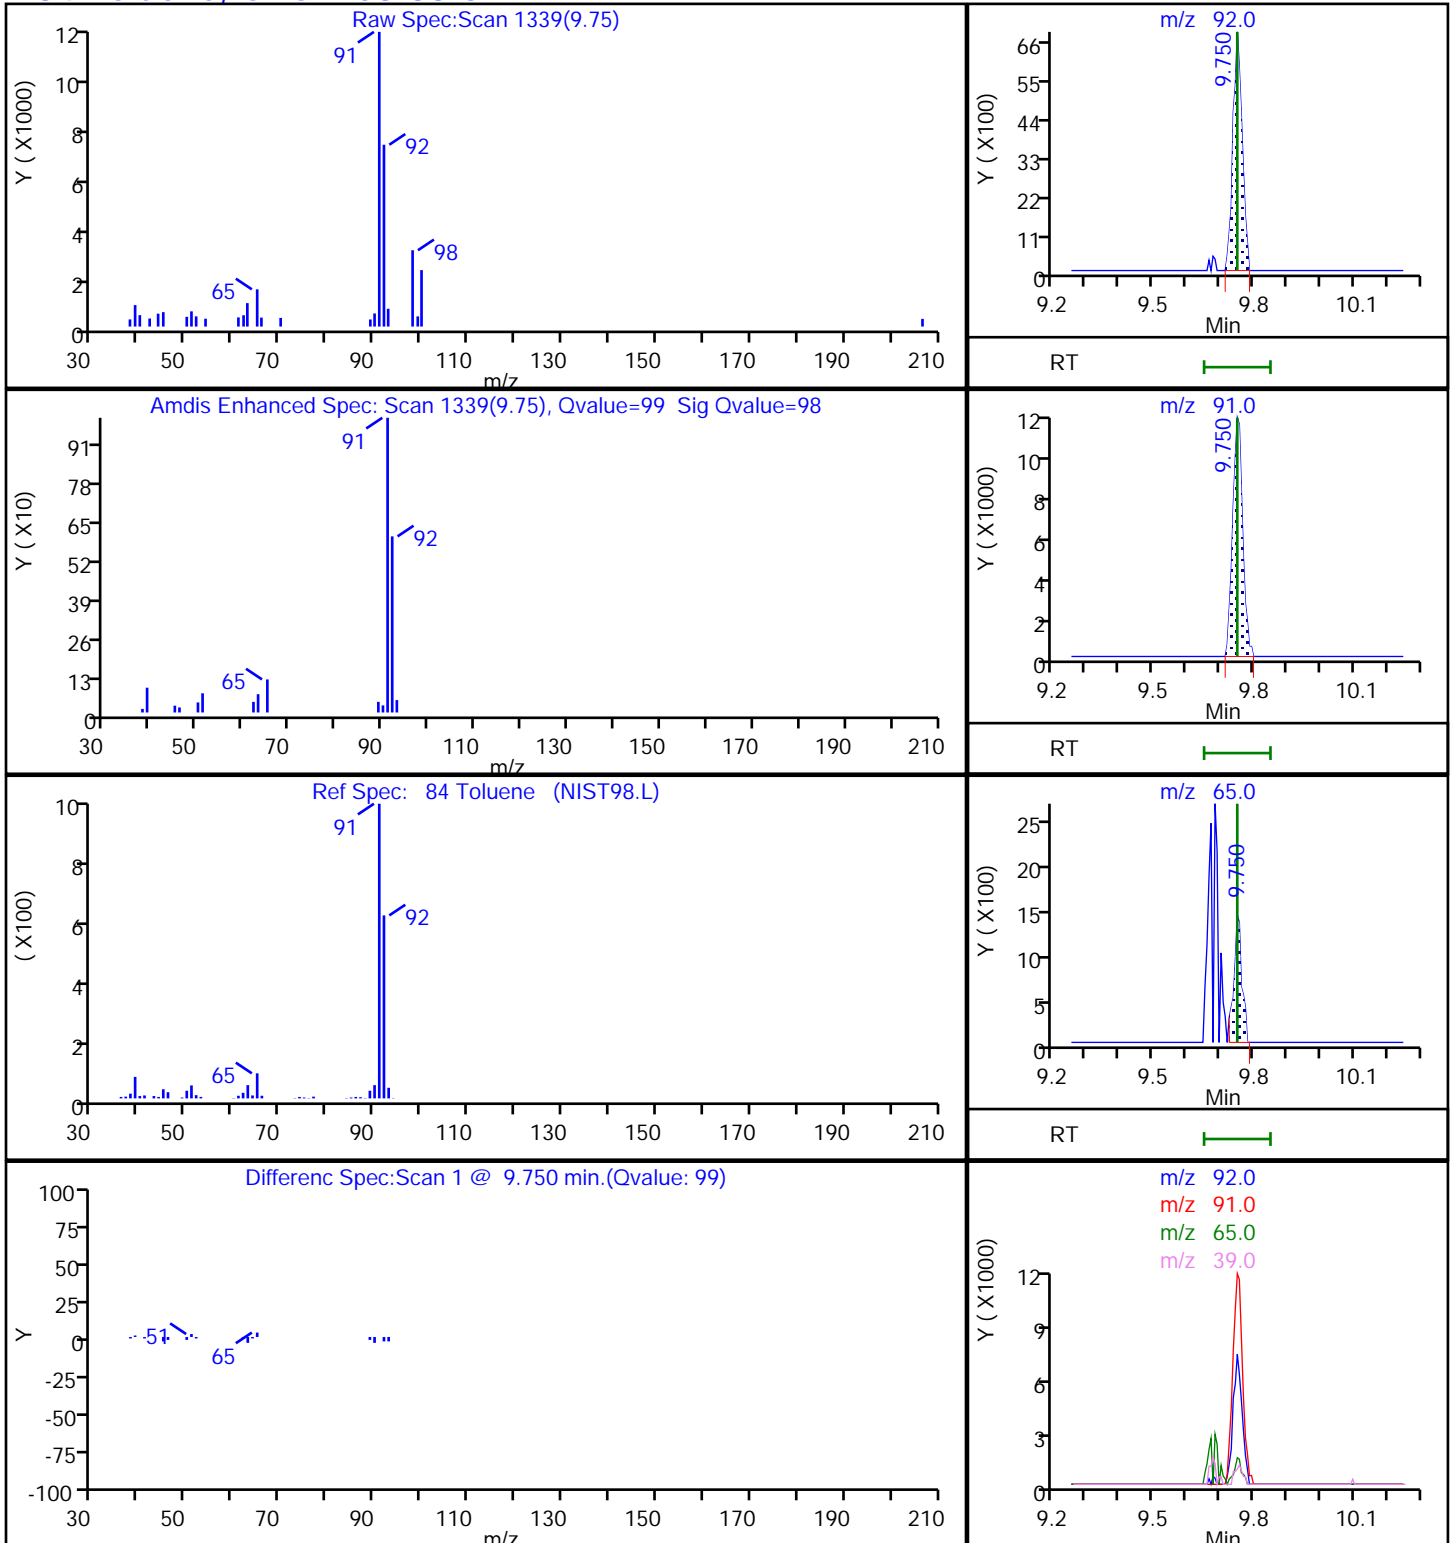 Raw Spec:Scan 1339(9.75)
12
10
8
6
4
2
0
Y ( X1000)
91
92
98
65
30 50 70 90 110 130 150 170 190 210
m/z
m/z 92.0
66
55
44
33
22
11
0
Y ( X100)
9.750
9.2 9.5 9.8 10.1
Min
RT
Amdis Enhanced Spec: Scan 1339(9.75), Qvalue=99 Sig Qvalue=98
91
78
65
52
39
26
13
0
Y ( X10)
91
92
65
30 50 70 90 110 130 150 170 190 210
m/z
m/z 91.0
12
10
8
6
4
2
0
Y ( X1000)
9.750
9.2 9.5 9.8 10.1
Min
RT
Ref Spec: 84 Toluene (NIST98.L)
10
8
6
4
2
0
( X100)
91
92
65
30 50 70 90 110 130 150 170 190 210
m/z 65.0
25
20
15
10
5
0
Y ( X100)
9.750
9.2 9.5 9.8 10.1
Min
RT
Differenc Spec:Scan 1 @ 9.750 min.(Qvalue: 99)
100
75
50
25
0
-25
-50
-75
-100
Y
51
65
30 50 70 90 110 130 150 170 190 210
m/z
m/z 92.0
m/z 91.0
m/z 65.0
m/z 39.0
12
9
6
3
0
Y ( X1000)
9.2 9.5 9.8 10.1
Min